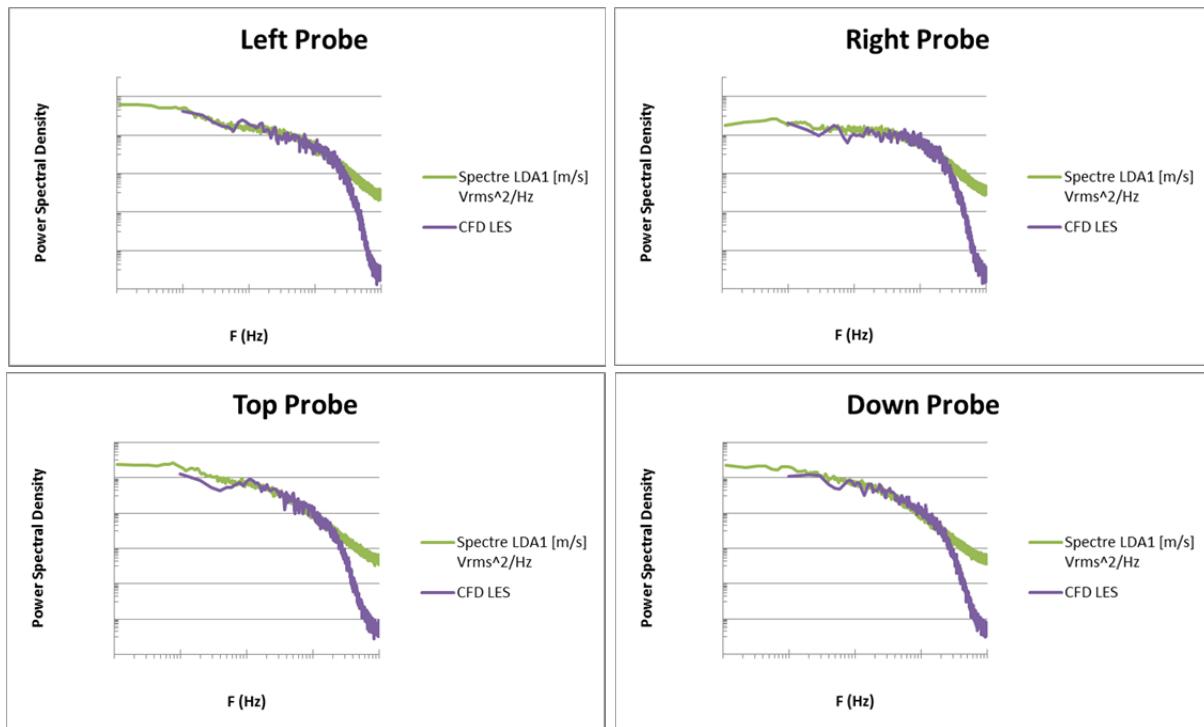 Left Probe
Power Spectral Density
F (Hz)
Spectre LDA1 [m/s]
Vrms^2/Hz
CFD LES
Right Probe
Power Spectral Density
F (Hz)
Spectre LDA1 [m/s]
Vrms^2/Hz
CFD LES
Top Probe
Power Spectral Density
F (Hz)
Spectre LDA1 [m/s]
Vrms^2/Hz
CFD LES
Down Probe
Power Spectral Density
F (Hz)
Spectre LDA1 [m/s]
Vrms^2/Hz
CFD LES